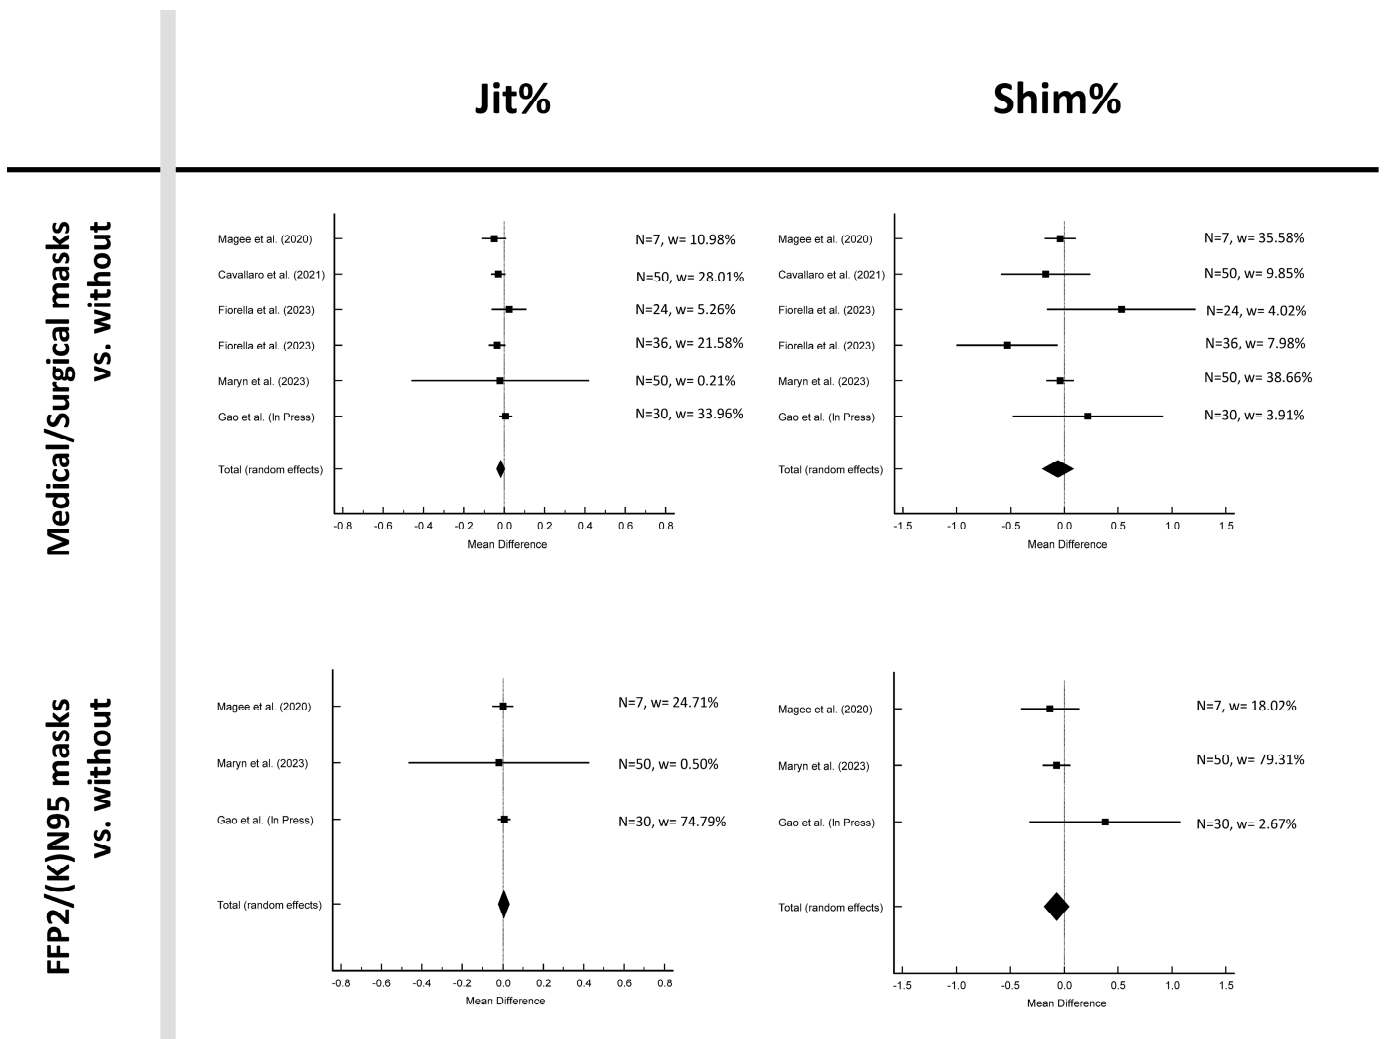 Jit%
Shim%
Medical/Surgical masks
vs. without
Magee et al. (2020)
N=7, w= 10.98%
Cavallaro et al. (2021)
N=50, w= 28.01%
Fiorella et al. (2023)
N=24, w= 5.26%
Fiorella et al. (2023)
N=36, w= 21.58%
Maryn et al. (2023)
N=50, w= 0.21%
Gao et al. (In Press)
N=30, w= 33.96%
Total (random effects)
-0.8 -0.6 -0.4 -0.2 0.0 0.2 0.4 0.6 0.8
Mean Difference
Magee et al. (2020)
N=7, w= 35.58%
Cavallaro et al. (2021)
N=50, w= 9.85%
Fiorella et al. (2023)
N=24, w= 4.02%
Fiorella et al. (2023)
N=36, w= 7.98%
Maryn et al. (2023)
N=50, w= 38.66%
Gao et al. (In Press)
N=30, w= 3.91%
Total (random effects)
-1.5 -1.0 -0.5 0.0 0.5 1.0 1.5
Mean Difference
FFP2/(K)N95 masks
vs. without
Magee et al. (2020)
N=7, w= 24.71%
Maryn et al. (2023)
N=50, w= 0.50%
Gao et al. (In Press)
N=30, w= 74.79%
Total (random effects)
-0.8 -0.6 -0.4 -0.2 0.0 0.2 0.4 0.6 0.8
Mean Difference
Magee et al. (2020)
N=7, w= 18.02%
Maryn et al. (2023)
N=50, w= 79.31%
Gao et al. (In Press)
N=30, w= 2.67%
Total (random effects)
-1.5 -1.0 -0.5 0.0 0.5 1.0 1.5
Mean Difference